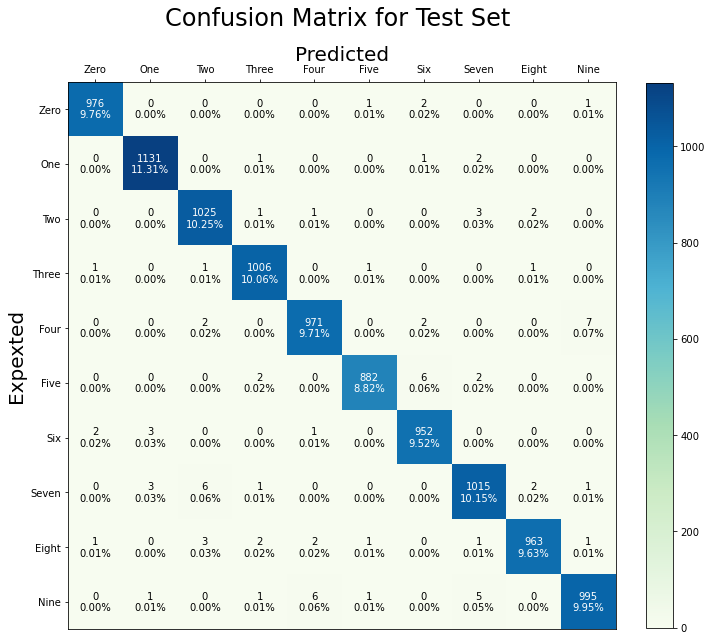 Confusion Matrix for Test Set
Predicted
Zero One Two Three Four Five Six Seven Eight Nine
Zero 976 0 0 0 0 1 2 0 0 1
9.76% 0.00% 0.00% 0.00% 0.00% 0.01% 0.02% 0.00% 0.00% 0.01%
One 0 1131 0 1 0 0 1 2 0 0
0.00% 11.31% 0.00% 0.01% 0.00% 0.00% 0.01% 0.02% 0.00% 0.00%
Two 0 0 1025 1 1 0 0 3 2 0
0.00% 0.00% 10.25% 0.01% 0.01% 0.00% 0.00% 0.03% 0.02% 0.00%
Three 1 0 1 1006 0 1 0 0 1 0
0.01% 0.00% 0.01% 10.06% 0.00% 0.01% 0.00% 0.00% 0.01% 0.00%
Four 0 0 2 0 971 0 2 0 0 7
0.00% 0.00% 0.02% 0.00% 9.71% 0.00% 0.02% 0.00% 0.00% 0.07%
Five 0 0 0 2 0 882 6 2 0 0
0.00% 0.00% 0.00% 0.02% 0.00% 8.82% 0.06% 0.02% 0.00% 0.00%
Six 2 3 0 0 1 0 952 0 0 0
0.02% 0.03% 0.00% 0.00% 0.01% 0.00% 9.52% 0.00% 0.00% 0.00%
Seven 0 3 6 1 0 0 0 1015 2 1
0.00% 0.03% 0.06% 0.01% 0.00% 0.00% 0.00% 10.15% 0.02% 0.01%
Eight 1 0 3 2 2 1 0 1 963 1
0.01% 0.00% 0.03% 0.02% 0.02% 0.01% 0.00% 0.01% 9.63% 0.01%
Nine 0 1 0 1 6 1 0 5 0 995
0.00% 0.01% 0.00% 0.01% 0.06% 0.01% 0.00% 0.05% 0.00% 9.95%
Expexted
1000
800
600
400
200
0